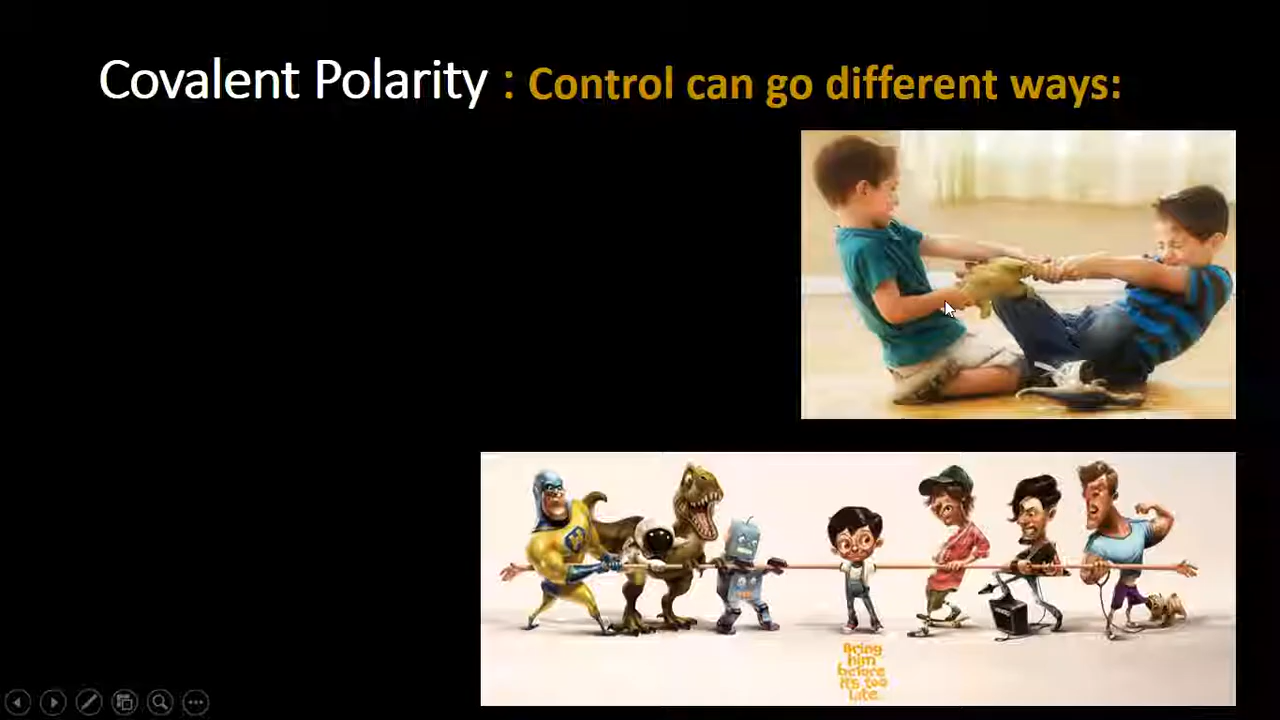 Covalent Polarity : Control can go different ways:
Bring
him
before
it's too
late.